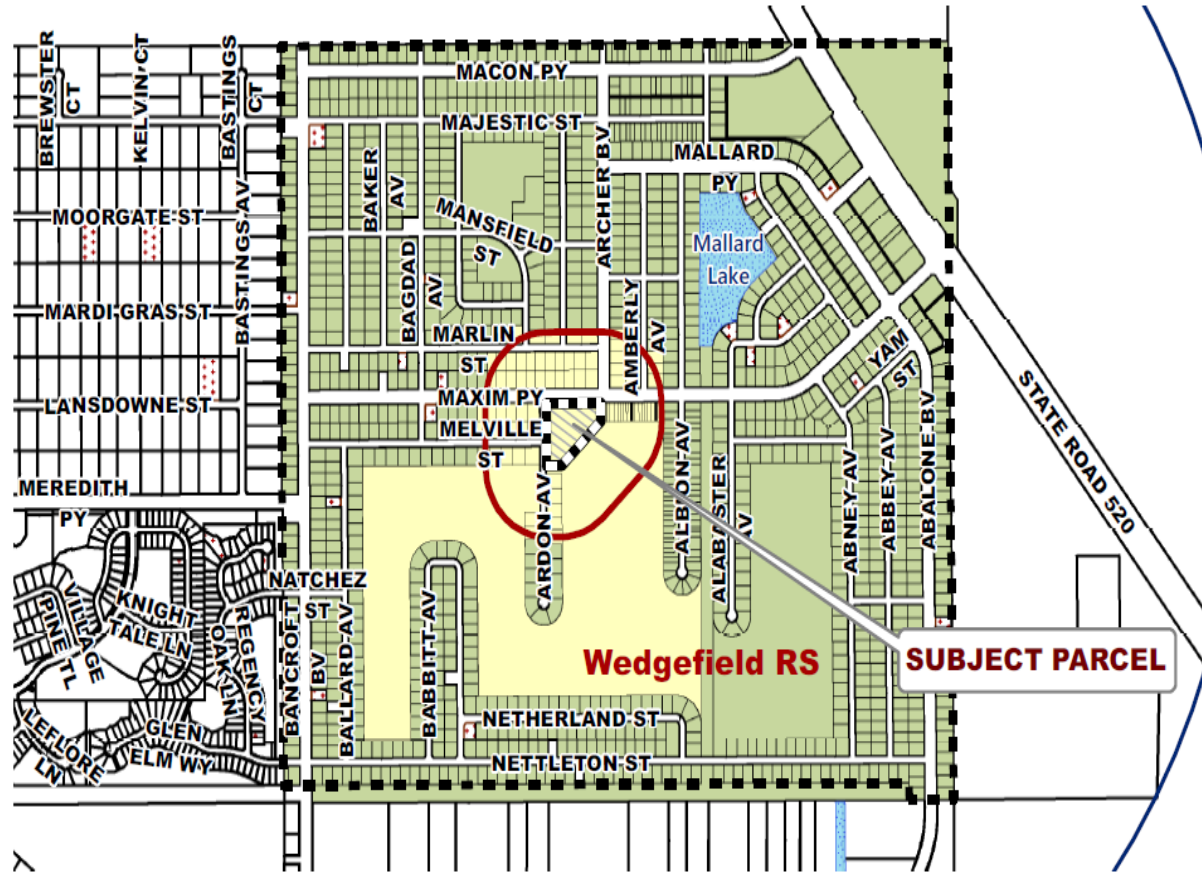 BREWSTER
CT
KELVIN CT
BASTINGS
CT
MACON PY
MAJESTIC ST
MALLARD
PY
BAKER
AV
ARCHER BV
MOORGATE ST
MANSFIELD
ST
Mallard
Lake
BASTINGS AV
BAGDAD
AV
MARDI GRAS ST
MARLIN
ST
AMBERLY
AV
YAM
ST
STATE ROAD 520
LANSDOWNE ST
MAXIM PY
MELVILLE
ST
MEREDITH
PY
ARDON AV
ALBION AV
ALABASTER
AV
ABNEY AV
ABBEY AV
ABALONE BV
NATCHEZ
ST
VILLAGE
PINE TL
KNIGHT
TALE LN
OAK LN
REGENCY
BANCROFT
BV
BALLARD AV
BABBITT AV
Wedgefield RS
SUBJECT PARCEL
LEFLORE
LN
GLEN
ELM WY
NETHERLAND ST
NETTLETON ST